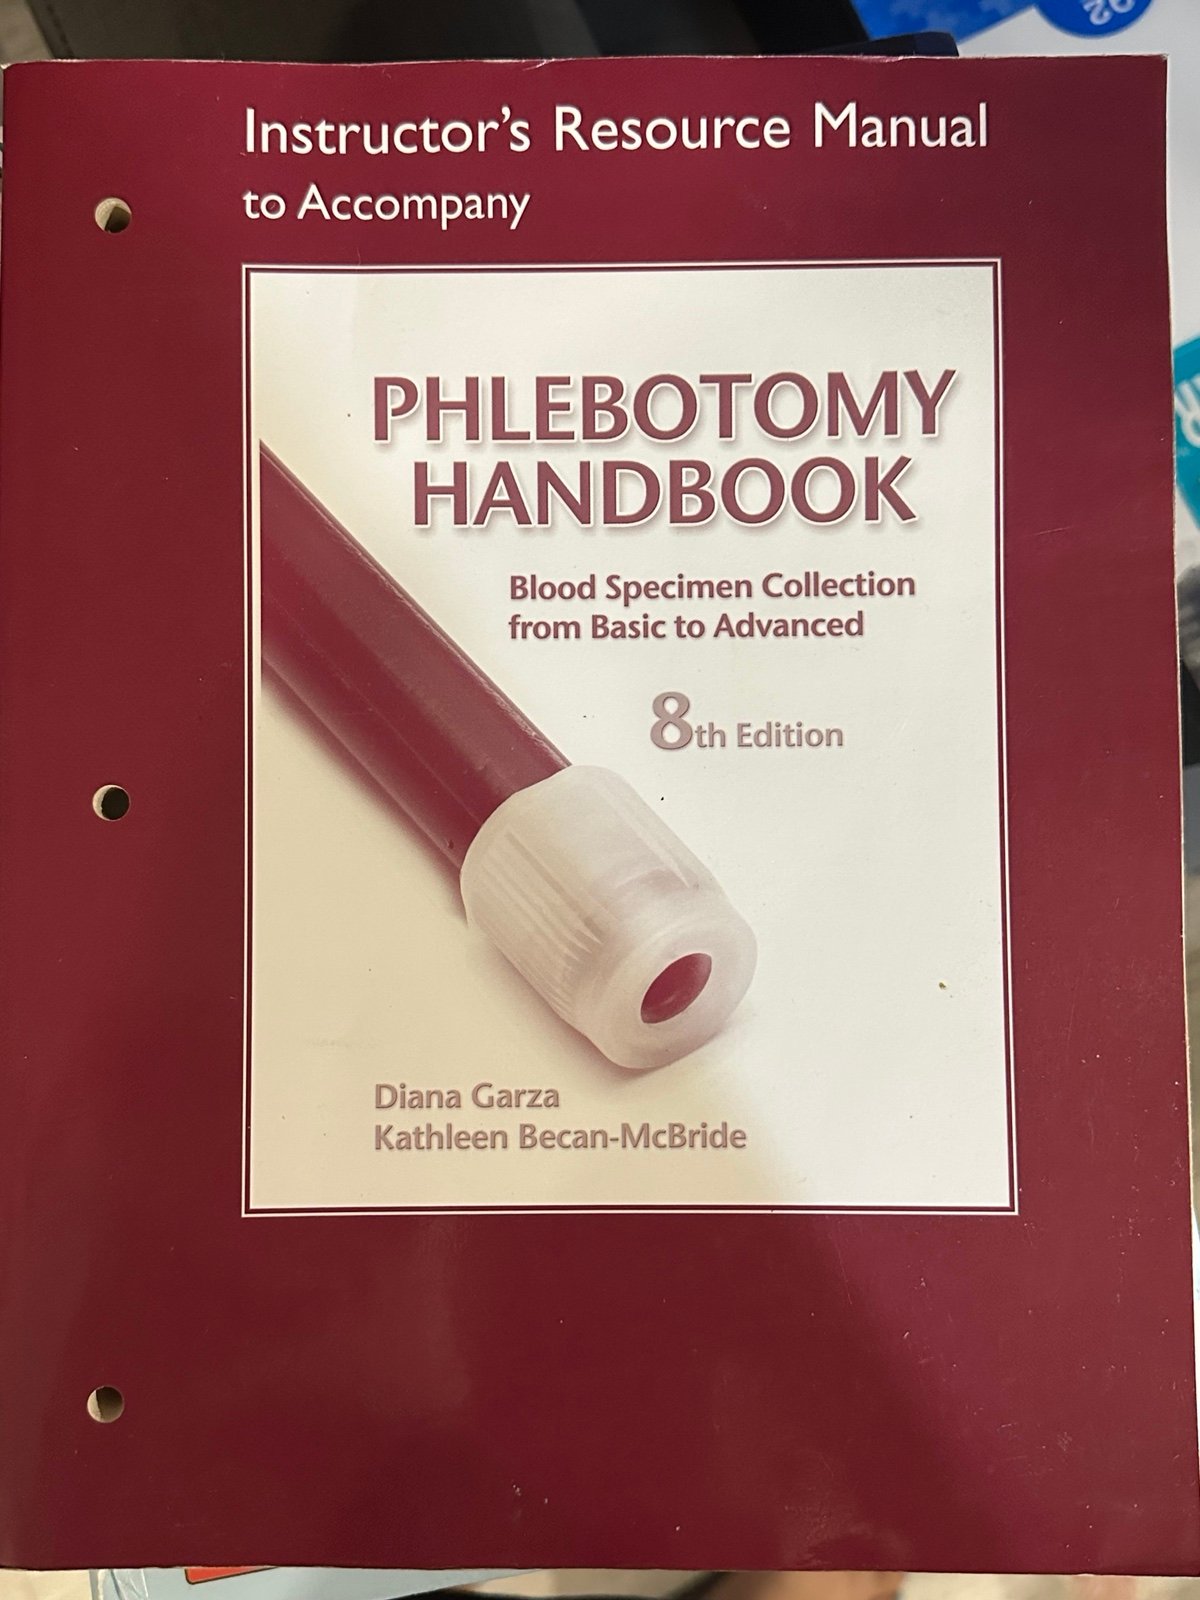 Instructor's Resource Manual
to Accompany
PHLEBOTOMY
HANDBOOK
Blood Specimen Collection
from Basic to Advanced
8th Edition
Diana Garza
Kathleen Becan-McBride